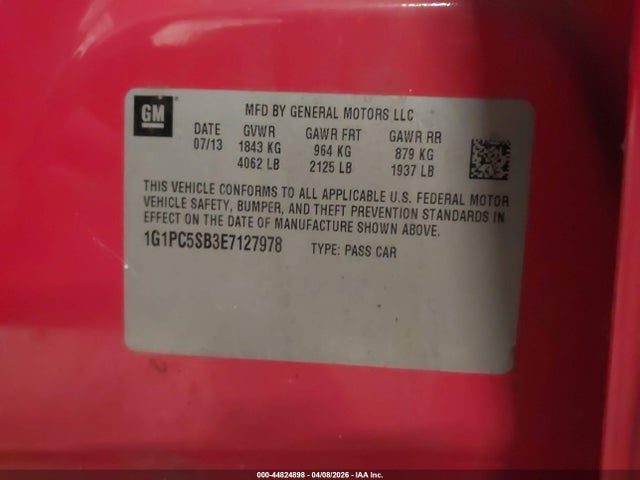 GM
MFD BY GENERAL MOTORS LLC
DATE GVWR GAWR FRT GAWR RR
07/13 1843 KG 964 KG 879 KG
4062 LB 2125 LB 1937 LB
THIS VEHICLE CONFORMS TO ALL APPLICABLE U.S. FEDERAL MOTOR
VEHICLE SAFETY, BUMPER, AND THEFT PREVENTION STANDARDS IN
EFFECT ON THE DATE OF MANUFACTURE SHOWN ABOVE.
1G1PC5SB3E7127978 TYPE: PASS CAR
000-44824898 - 04/08/2026 - IAA Inc.